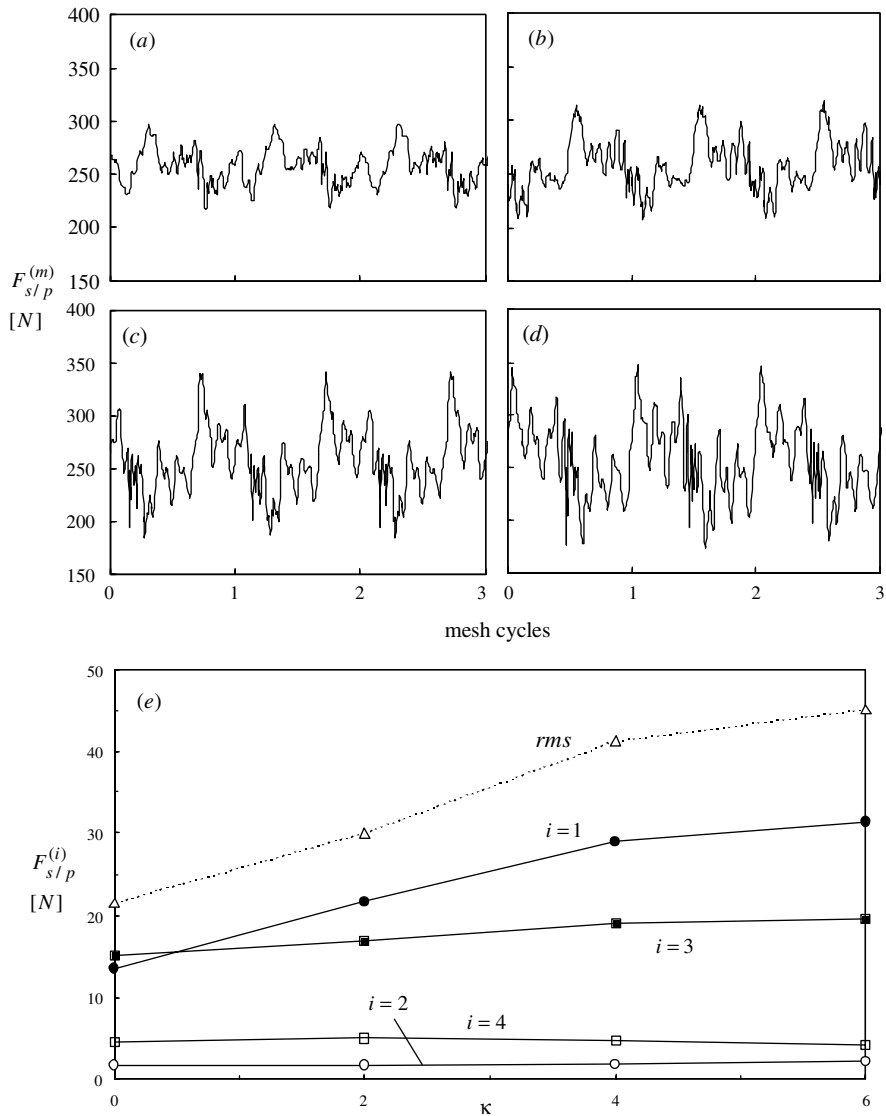 400
350
300
250
200
150
(a)
(b)
F_{s/p}^{(m)}
[N]
400
350
300
250
200
150
(c)
(d)
0 1 2 3
0 1 2 3
mesh cycles
50
40
30
20
10
0
(e)
rms
i = 1
i = 3
i = 2
i = 4
F_{s/p}^{(i)}
[N]
0 2 4 6
κ